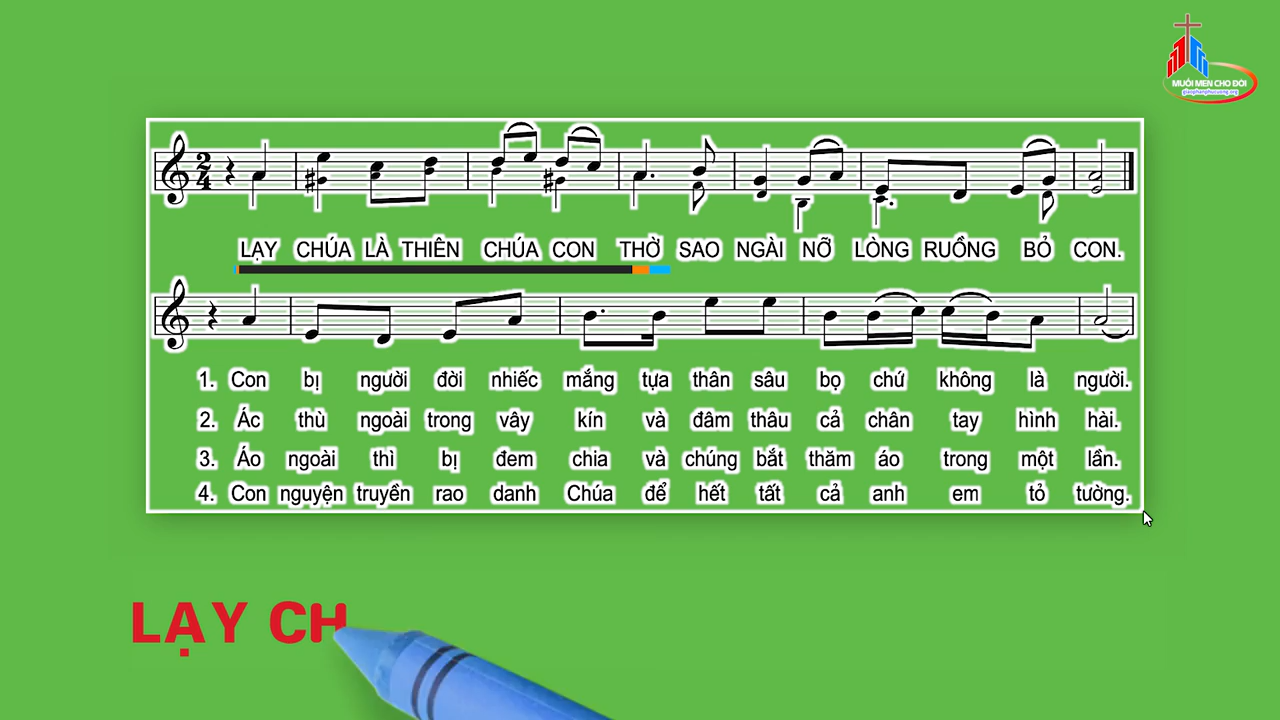 MUỐI MEN CHO ĐỜI
giaophanphucuong.org
LẠY CHÚA LÀ THIÊN CHÚA CON THỜ SAO NGÀI NỠ LÒNG RUỒNG BỎ CON.
1. Con bị người đời nhiếc mắng tựa thân sâu bọ chứ không là người.
2. Ác thù ngoài trong vây kín và đâm thâu cả chân tay hình hài.
3. Áo ngoài thì bị đem chia và chúng bắt thăm áo trong một lần.
4. Con nguyện truyền rao danh Chúa để hết tất cả anh em tỏ tường.
LẠY CH